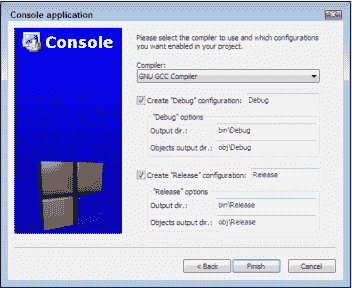 Console application
Console
Please select the compiler to use and which configurations
you want enabled in your project.
Compiler:
GNU GCC Compiler
Create "Debug" configuration: Debug
"Debug" options
Output dir.: bin\Debug
Objects output dir.: obj\Debug
Create "Release" configuration: Release
"Release" options
Output dir.: bin\Release
Objects output dir.: obj\Release
< Back Finish Cancel